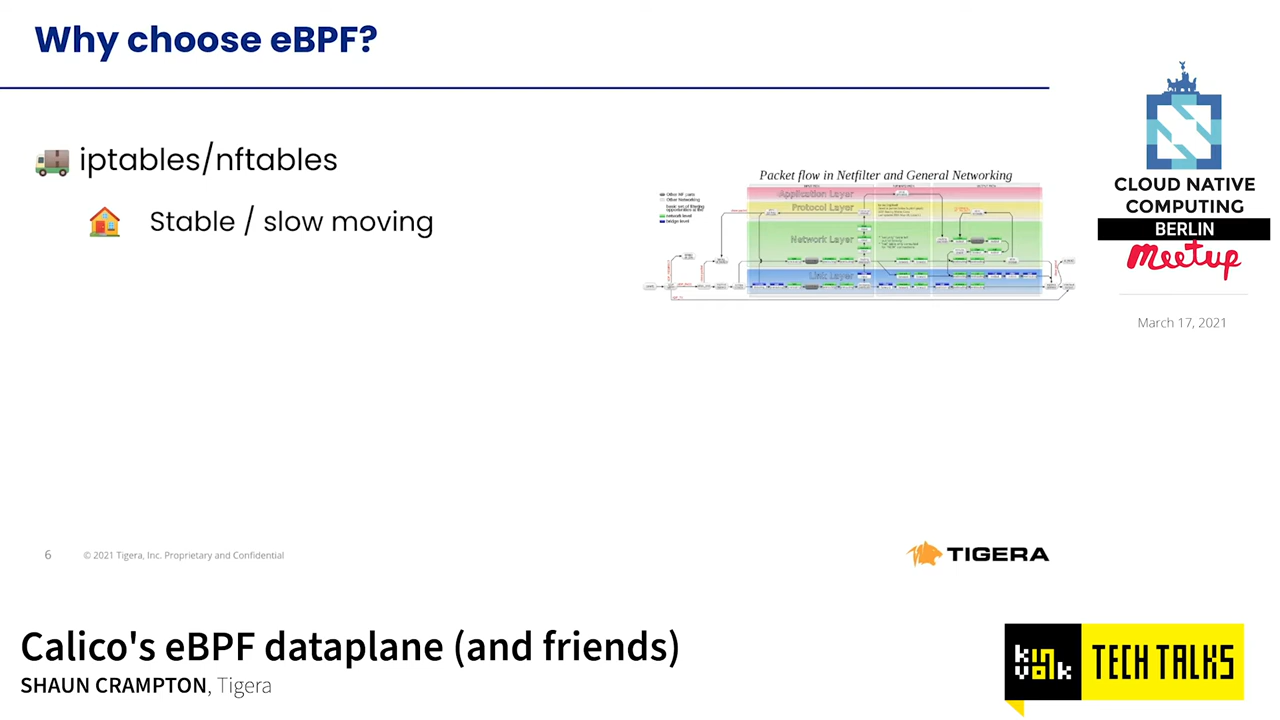 Why choose eBPF?
iptables/nftables
Stable / slow moving
Packet flow in Netfilter and General Networking
Application Layer
Protocol Layer
Network Layer
Link Layer
CLOUD NATIVE
COMPUTING
BERLIN
Meetup
March 17, 2021
6
© 2021 Tigera, Inc. Proprietary and Confidential
TIGERA
Calico's eBPF dataplane (and friends)
SHAUN CRAMPTON, Tigera
kinvolk
TECH TALKS